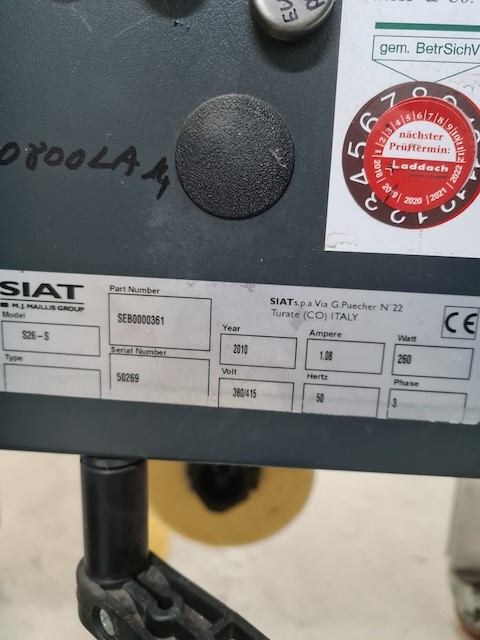 gem. BetrSichV
nächster
Prüftermin:
Laddach
2018 2019 2020 2021 2022
SIAT
M.J. MAILLIS GROUP
Model
S26-S
Type
Part Number
SEB0000361
Serial Number
50269
SIAT s.p.a. Via G.Puecher N°22
Turate (CO) ITALY
CE
Year
2010
Ampere
1.08
Watt
260
Volt
380/415
Hertz
50
Phase
3